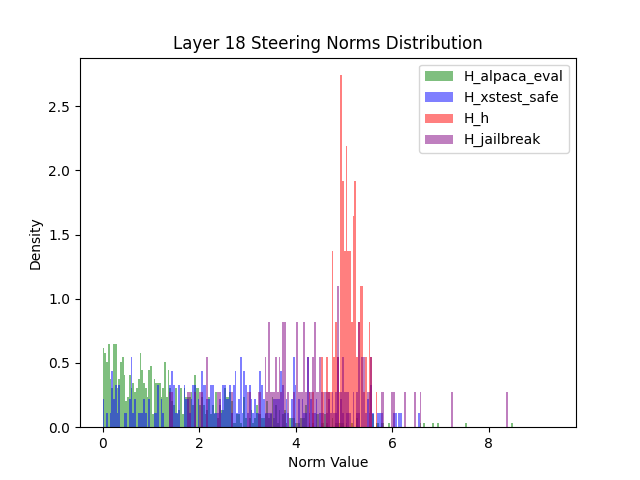 Layer 18 Steering Norms Distribution
H_alpaca_eval
H_xstest_safe
H_h
H_jailbreak
Density
2.5
2.0
1.5
1.0
0.5
0.0
0 2 4 6 8
Norm Value